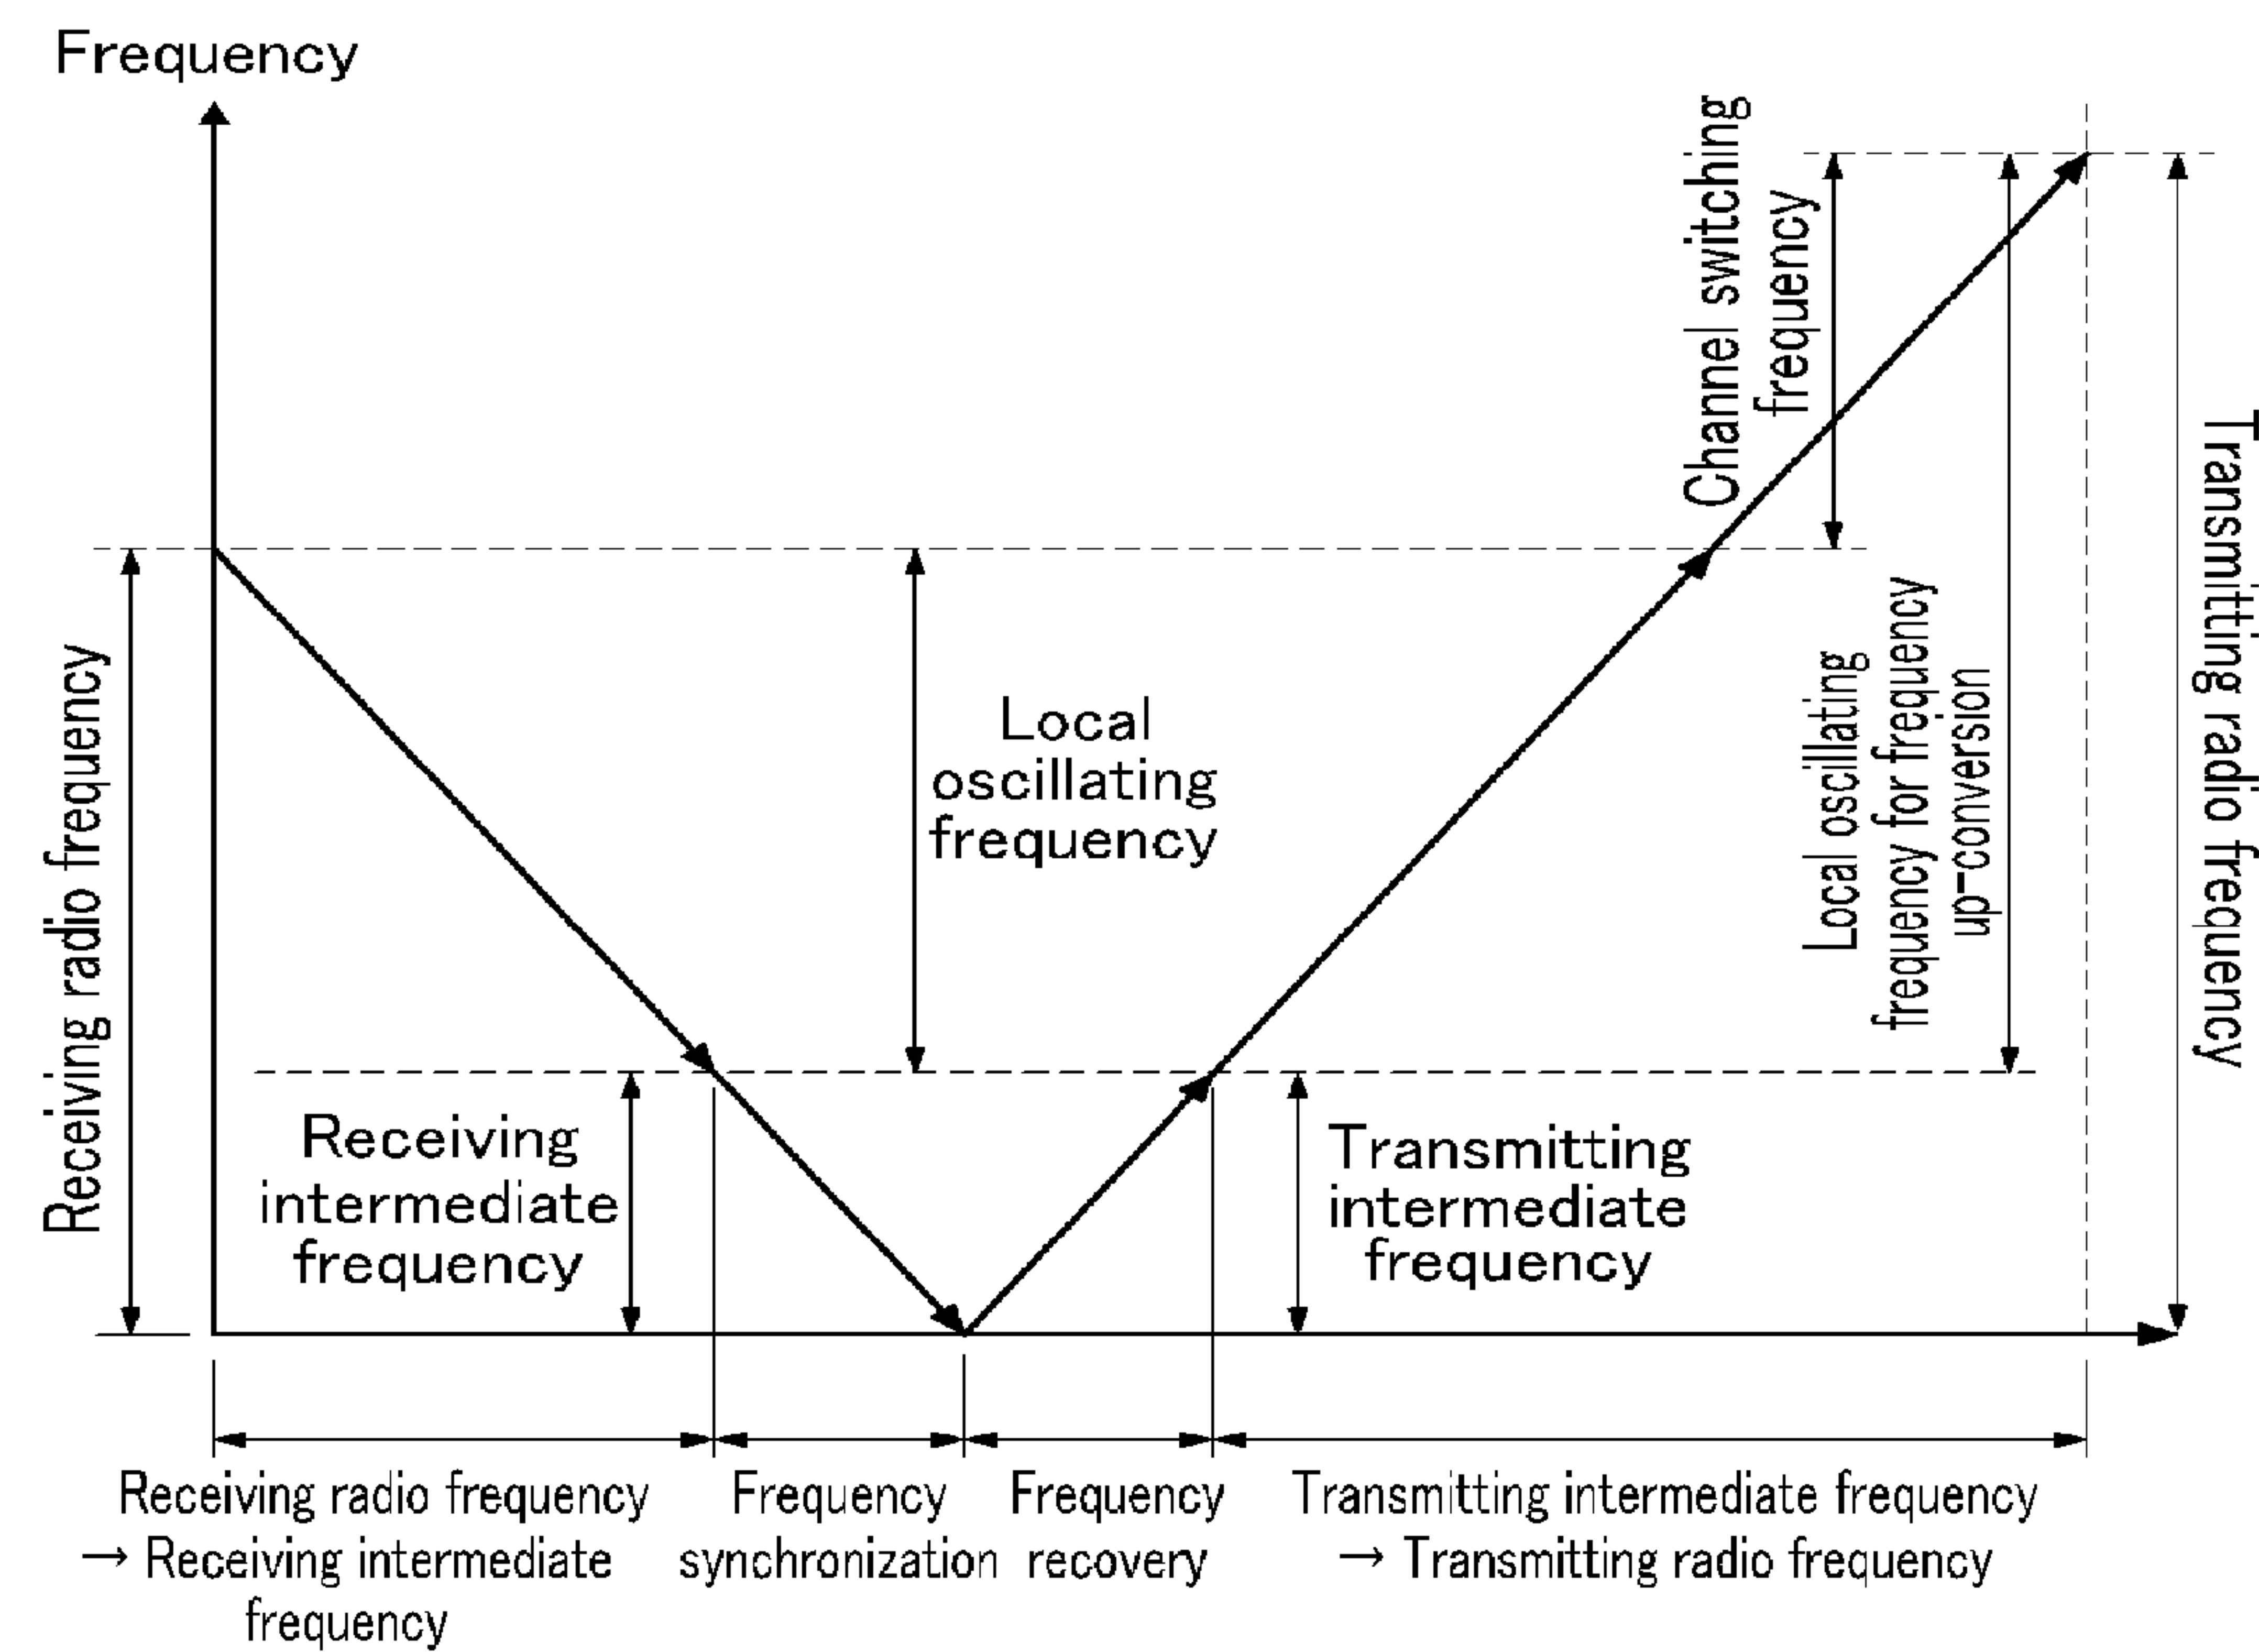 Frequency
Channel switching
frequency
Receiving radio frequency
Local
oscillating
frequency
Local oscillating
frequency for frequency
up-conversion
Transmitting radio frequency
Receiving
intermediate
frequency
Transmitting
intermediate
frequency
Receiving radio frequency
→ Receiving intermediate
frequency
Frequency
synchronization
Frequency
recovery
Transmitting intermediate frequency
→ Transmitting radio frequency